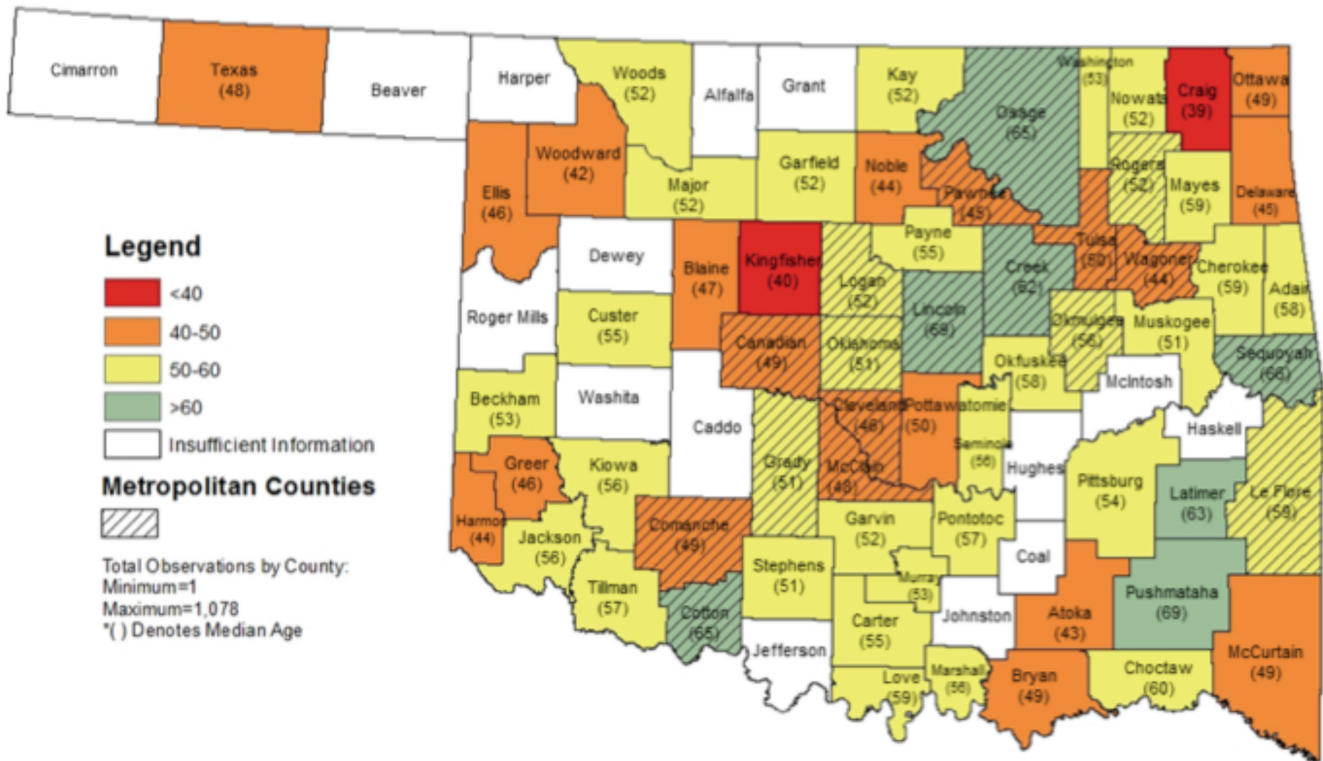 Cimarron
Texas
(48)
Beaver
Harper
Woods
(52)
Alfalfa
Grant
Kay
(52)
Osage
(65)
Washington
(53)
Nowata
(52)
Craig
(39)
Ottawa
(49)
Ellis
(46)
Woodward
(42)
Major
(52)
Garfield
(52)
Noble
(44)
Pawnee
(45)
Rogers
(52)
Mayes
(59)
Delaware
(45)
Legend
<40
40-50
50-60
>60
Insufficient Information
Metropolitan Counties
Total Observations by County:
Minimum=1
Maximum=1,078
*( ) Denotes Median Age
Dewey
Blaine
(47)
Kingfisher
(40)
Logan
(52)
Payne
(55)
Creek
(62)
Tulsa
(50)
Wagoner
(44)
Cherokee
(59)
Adair
(58)
Roger Mills
Custer
(55)
Canadian
(49)
Oklahoma
(51)
Lincoln
(69)
Okfuskee
(58)
Okmulgee
(56)
Muskogee
(51)
McIntosh
Sequoyah
(66)
Beckham
(53)
Washita
Caddo
Grady
(51)
Cleveland
(46)
McClain
(48)
Pottawatomie
(50)
Seminole
(56)
Hughes
Pittsburg
(54)
Haskell
Latimer
(63)
Le Flore
(59)
Harmon
(44)
Greer
(46)
Kiowa
(56)
Jackson
(56)
Tillman
(57)
Comanche
(49)
Cotton
(65)
Stephens
(51)
Garvin
(52)
Pontotoc
(57)
Coal
Murray
(53)
Johnston
Atoka
(43)
Pushmataha
(69)
McCurtain
(49)
Jefferson
Carter
(55)
Love
(59)
Marshall
(56)
Bryan
(49)
Choctaw
(60)